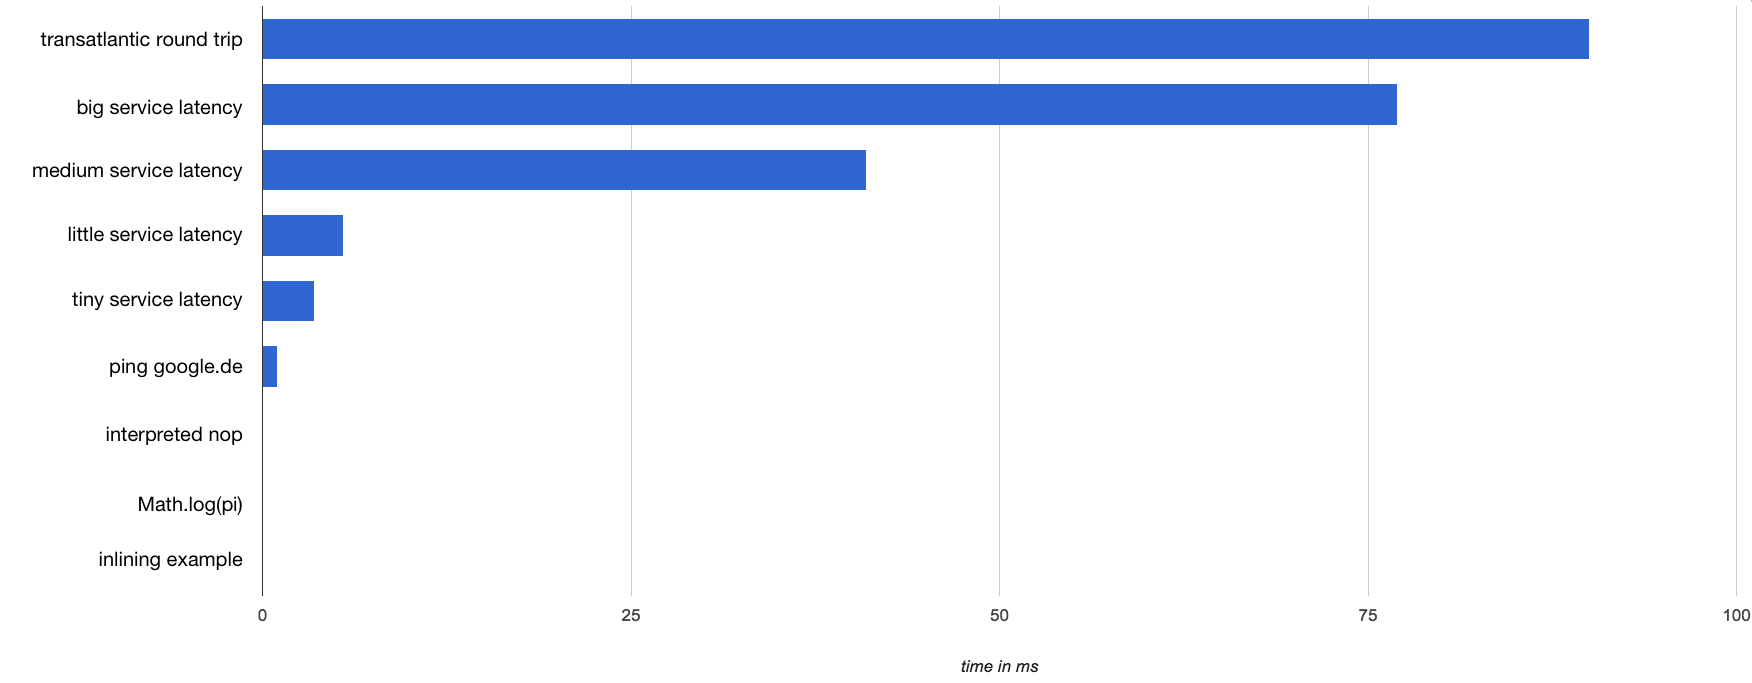 transatlantic round trip
big service latency
medium service latency
little service latency
tiny service latency
ping google.de
interpreted nop
Math.log(pi)
inlining example
0 25 50 75 100
time in ms